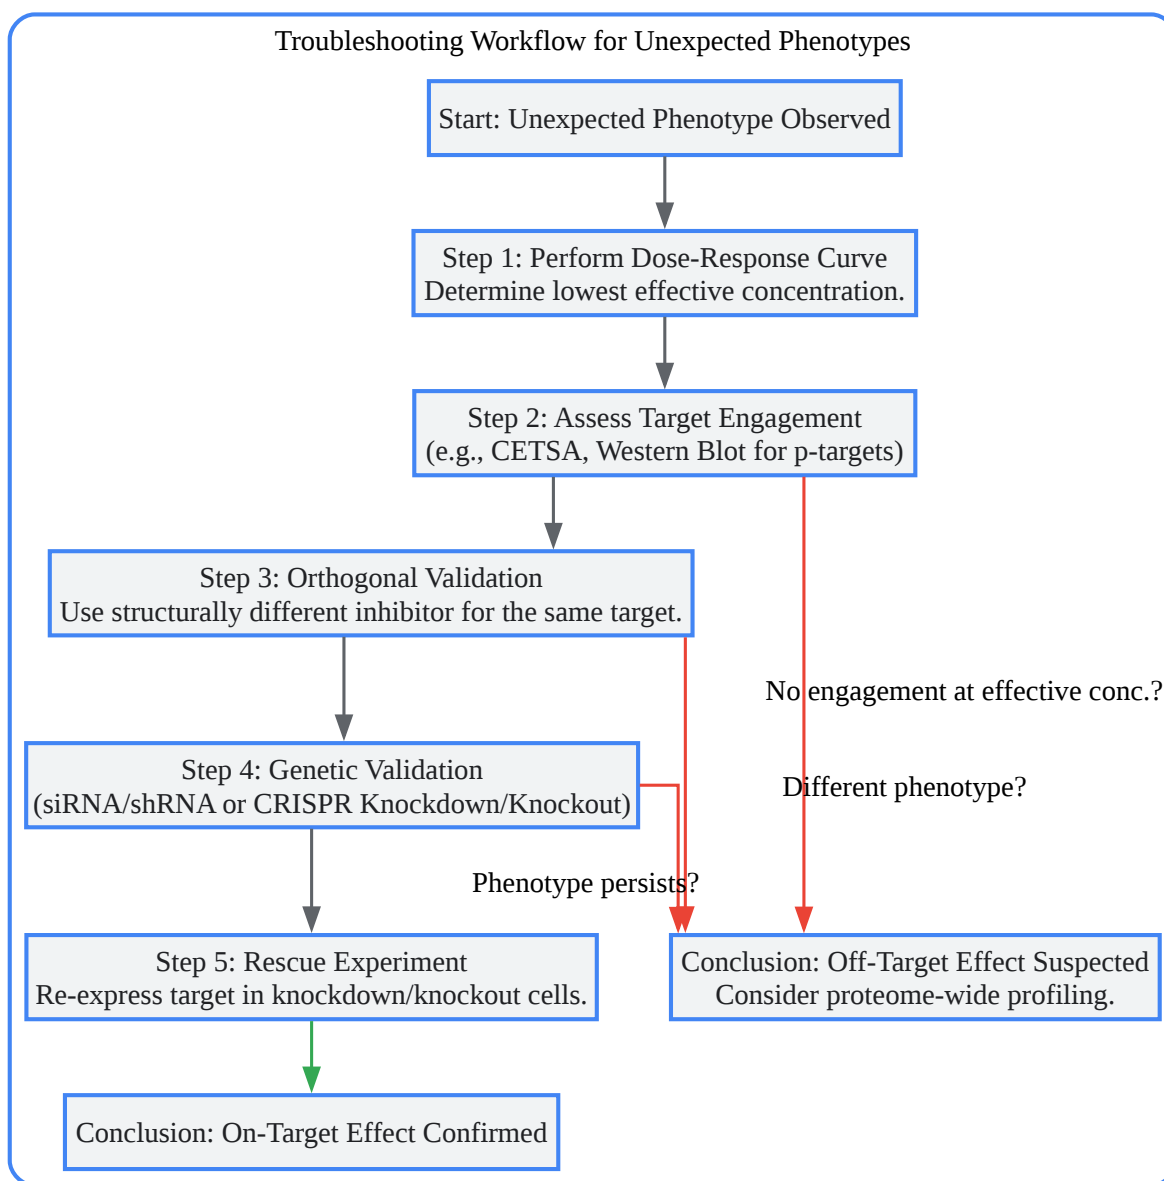 Troubleshooting Workflow for Unexpected Phenotypes
Start: Unexpected Phenotype Observed
Step 1: Perform Dose-Response Curve
Determine lowest effective concentration.
Step 2: Assess Target Engagement
(e.g., CETSA, Western Blot for p-targets)
Step 3: Orthogonal Validation
Use structurally different inhibitor for the same target.
No engagement at effective conc.?
Step 4: Genetic Validation
(siRNA/shRNA or CRISPR Knockdown/Knockout)
Different phenotype?
Phenotype persists?
Step 5: Rescue Experiment
Re-express target in knockdown/knockout cells.
Conclusion: Off-Target Effect Suspected
Consider proteome-wide profiling.
Conclusion: On-Target Effect Confirmed